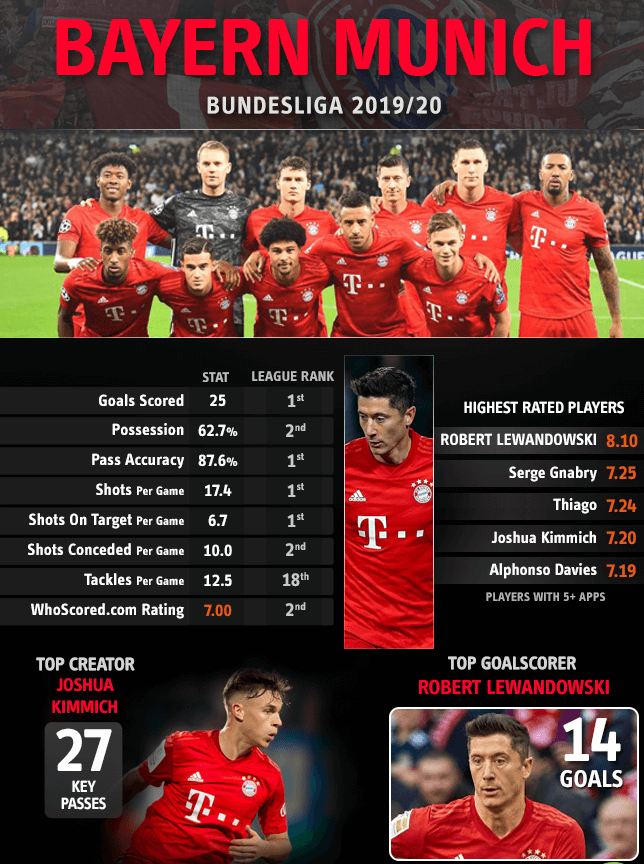 BAYERN MUNICH
BUNDESLIGA 2019/20
STAT LEAGUE RANK
Goals Scored 25 1st
Possession 62.7% 2nd
Pass Accuracy 87.6% 1st
Shots Per Game 17.4 1st
Shots On Target Per Game 6.7 1st
Shots Conceded Per Game 10.0 2nd
Tackles Per Game 12.5 18th
WhoScored.com Rating 7.00 2nd
HIGHEST RATED PLAYERS
ROBERT LEWANDOWSKI 8.10
Serge Gnabry 7.25
Thiago 7.24
Joshua Kimmich 7.20
Alphonso Davies 7.19
PLAYERS WITH 5+ APPS
TOP CREATOR
JOSHUA
KIMMICH
27
KEY
PASSES
TOP GOALSCORER
ROBERT LEWANDOWSKI
14
GOALS